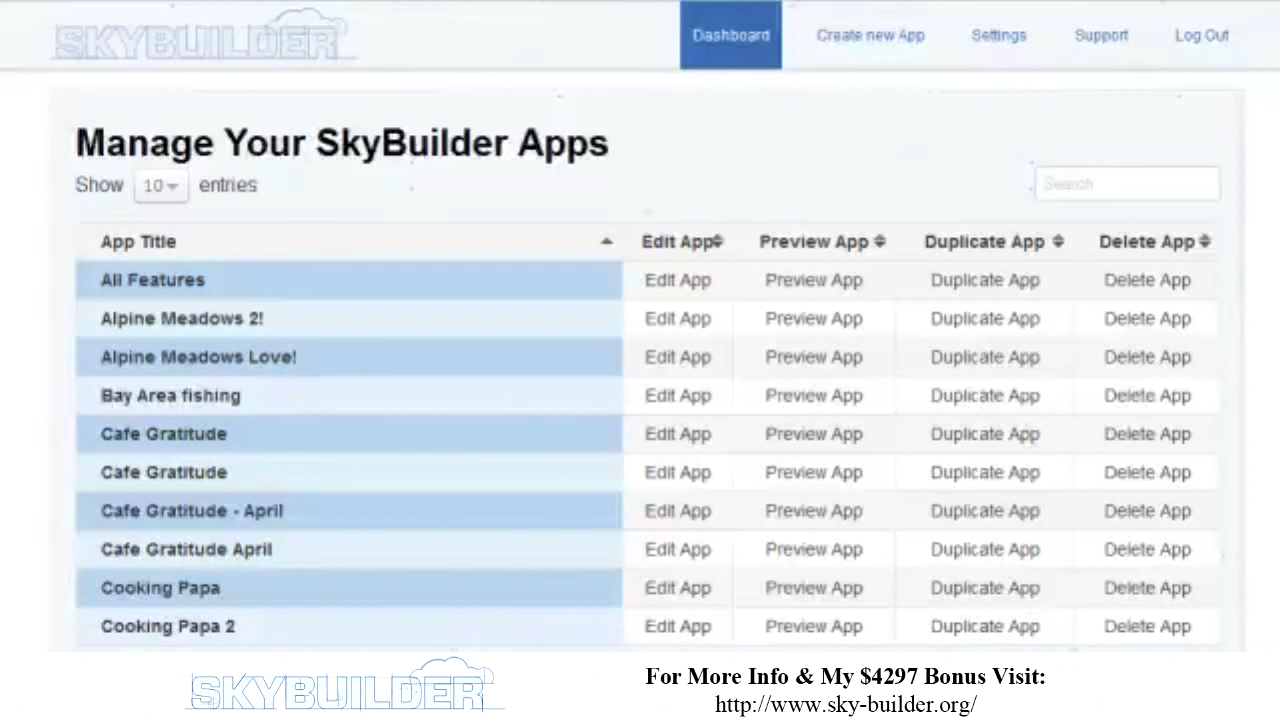 SKYBUILDER
Dashboard Create new App Settings Support Log Out
Manage Your SkyBuilder Apps
Show 10 entries
Search
App Title Edit App Preview App Duplicate App Delete App
All Features Edit App Preview App Duplicate App Delete App
Alpine Meadows 2! Edit App Preview App Duplicate App Delete App
Alpine Meadows Love! Edit App Preview App Duplicate App Delete App
Bay Area fishing Edit App Preview App Duplicate App Delete App
Cafe Gratitude Edit App Preview App Duplicate App Delete App
Cafe Gratitude Edit App Preview App Duplicate App Delete App
Cafe Gratitude - April Edit App Preview App Duplicate App Delete App
Cafe Gratitude April Edit App Preview App Duplicate App Delete App
Cooking Papa Edit App Preview App Duplicate App Delete App
Cooking Papa 2 Edit App Preview App Duplicate App Delete App
SKYBUILDER
For More Info & My $4297 Bonus Visit:
http://www.sky-builder.org/